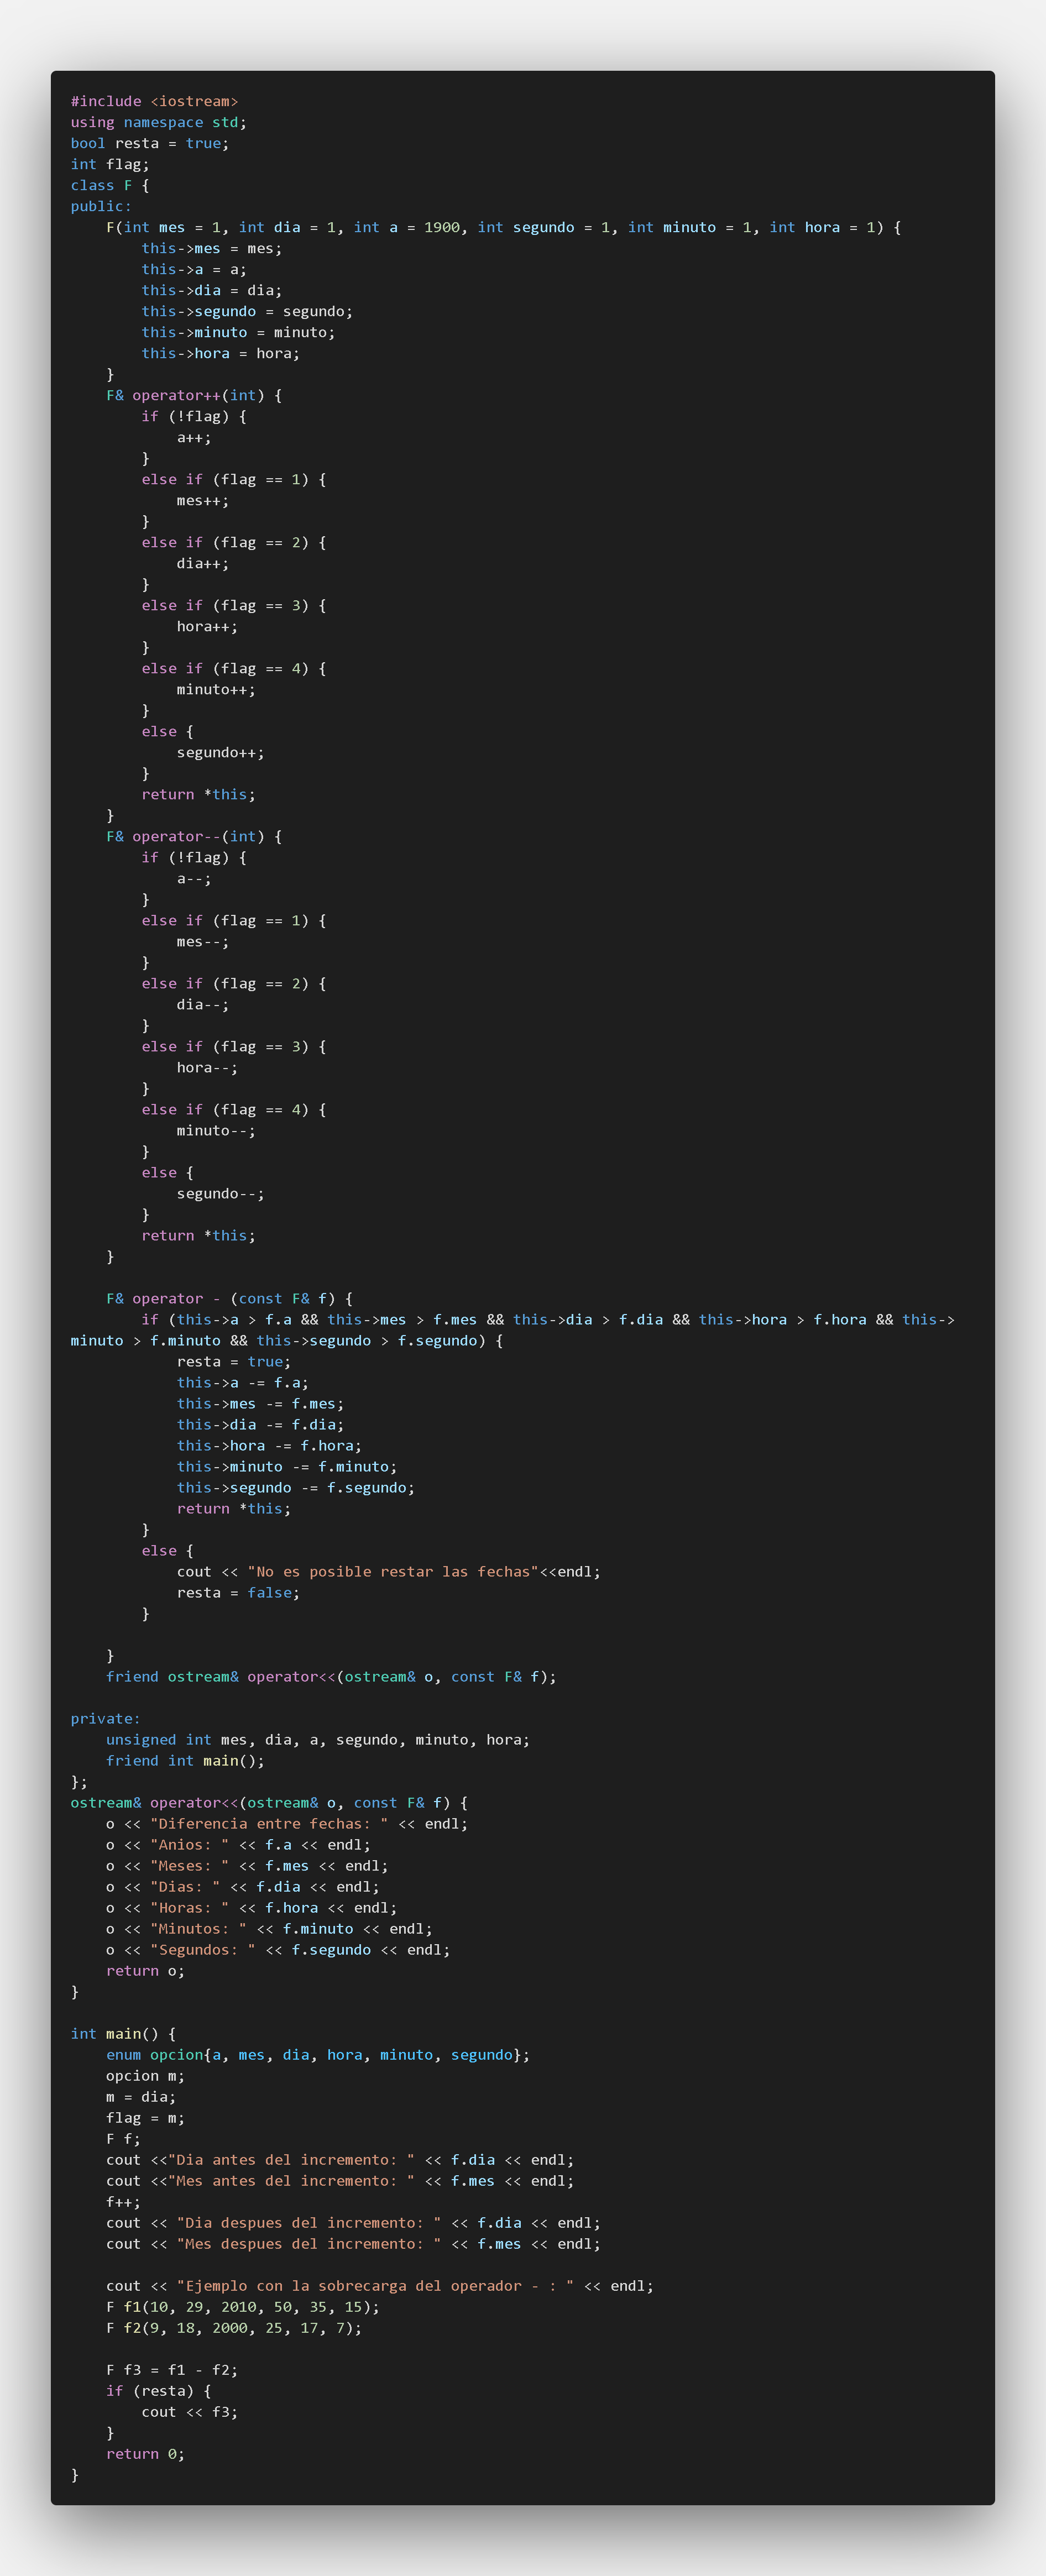 #include <iostream>
using namespace std;
bool resta = true;
int flag;
class F {
public:
    F(int mes = 1, int dia = 1, int a = 1900, int segundo = 1, int minuto = 1, int hora = 1) {
        this->mes = mes;
        this->a = a;
        this->dia = dia;
        this->segundo = segundo;
        this->minuto = minuto;
        this->hora = hora;
    }
    F& operator++(int) {
        if (!flag) {
            a++;
        }
        else if (flag == 1) {
            mes++;
        }
        else if (flag == 2) {
            dia++;
        }
        else if (flag == 3) {
            hora++;
        }
        else if (flag == 4) {
            minuto++;
        }
        else {
            segundo++;
        }
        return *this;
    }
    F& operator--(int) {
        if (!flag) {
            a--;
        }
        else if (flag == 1) {
            mes--;
        }
        else if (flag == 2) {
            dia--;
        }
        else if (flag == 3) {
            hora--;
        }
        else if (flag == 4) {
            minuto--;
        }
        else {
            segundo--;
        }
        return *this;
    }

    F& operator - (const F& f) {
        if (this->a > f.a && this->mes > f.mes && this->dia > f.dia && this->hora > f.hora && this->
minuto > f.minuto && this->segundo > f.segundo) {
            resta = true;
            this->a -= f.a;
            this->mes -= f.mes;
            this->dia -= f.dia;
            this->hora -= f.hora;
            this->minuto -= f.minuto;
            this->segundo -= f.segundo;
            return *this;
        }
        else {
            cout << "No es posible restar las fechas"<<endl;
            resta = false;
        }

    }
    friend ostream& operator<<(ostream& o, const F& f);

private:
    unsigned int mes, dia, a, segundo, minuto, hora;
    friend int main();
};
ostream& operator<<(ostream& o, const F& f) {
    o << "Diferencia entre fechas: " << endl;
    o << "Anios: " << f.a << endl;
    o << "Meses: " << f.mes << endl;
    o << "Dias: " << f.dia << endl;
    o << "Horas: " << f.hora << endl;
    o << "Minutos: " << f.minuto << endl;
    o << "Segundos: " << f.segundo << endl;
    return o;
}

int main() {
    enum opcion{a, mes, dia, hora, minuto, segundo};
    opcion m;
    m = dia;
    flag = m;
    F f;
    cout <<"Dia antes del incremento: " << f.dia << endl;
    cout <<"Mes antes del incremento: " << f.mes << endl;
    f++;
    cout << "Dia despues del incremento: " << f.dia << endl;
    cout << "Mes despues del incremento: " << f.mes << endl;

    cout << "Ejemplo con la sobrecarga del operador - : " << endl;
    F f1(10, 29, 2010, 50, 35, 15);
    F f2(9, 18, 2000, 25, 17, 7);

    F f3 = f1 - f2;
    if (resta) {
        cout << f3;
    }
    return 0;
}